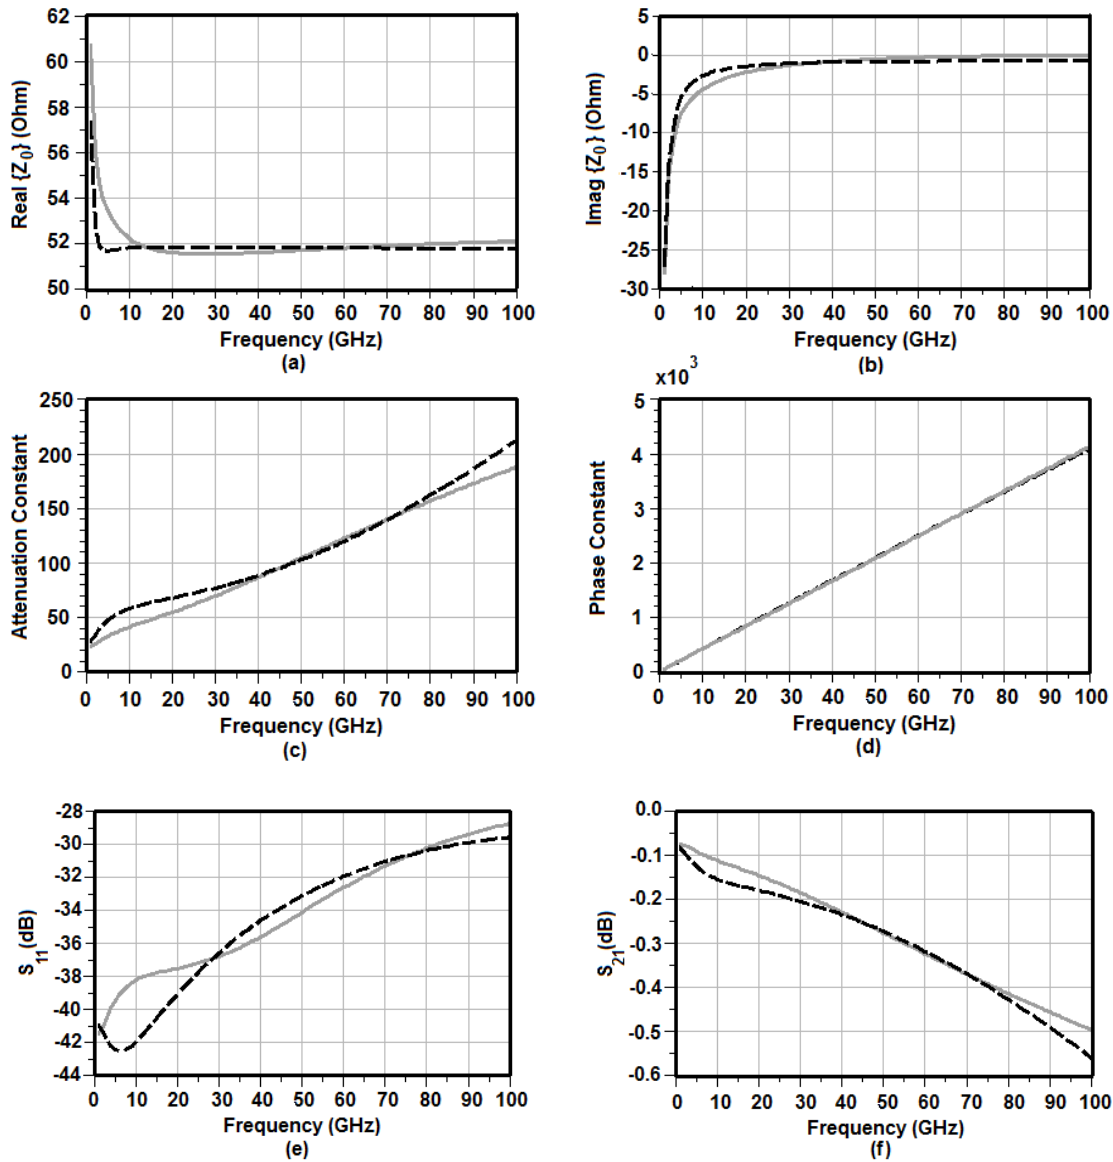 Real {Z0} (Ohm)
62
60
58
56
54
52
50
0 10 20 30 40 50 60 70 80 90 100
Frequency (GHz)
(a)
Imag {Z0} (Ohm)
5
0
-5
-10
-15
-20
-25
-30
0 10 20 30 40 50 60 70 80 90 100
Frequency (GHz)
(b)
Attenuation Constant
250
200
150
100
50
0
0 10 20 30 40 50 60 70 80 90 100
Frequency (GHz)
(c)
x10^3
Phase Constant
5
4
3
2
1
0
0 10 20 30 40 50 60 70 80 90 100
Frequency (GHz)
(d)
S11(dB)
-28
-30
-32
-34
-36
-38
-40
-42
-44
0 10 20 30 40 50 60 70 80 90 100
Frequency (GHz)
(e)
S21(dB)
0.0
-0.1
-0.2
-0.3
-0.4
-0.5
-0.6
0 10 20 30 40 50 60 70 80 90 100
Frequency (GHz)
(f)